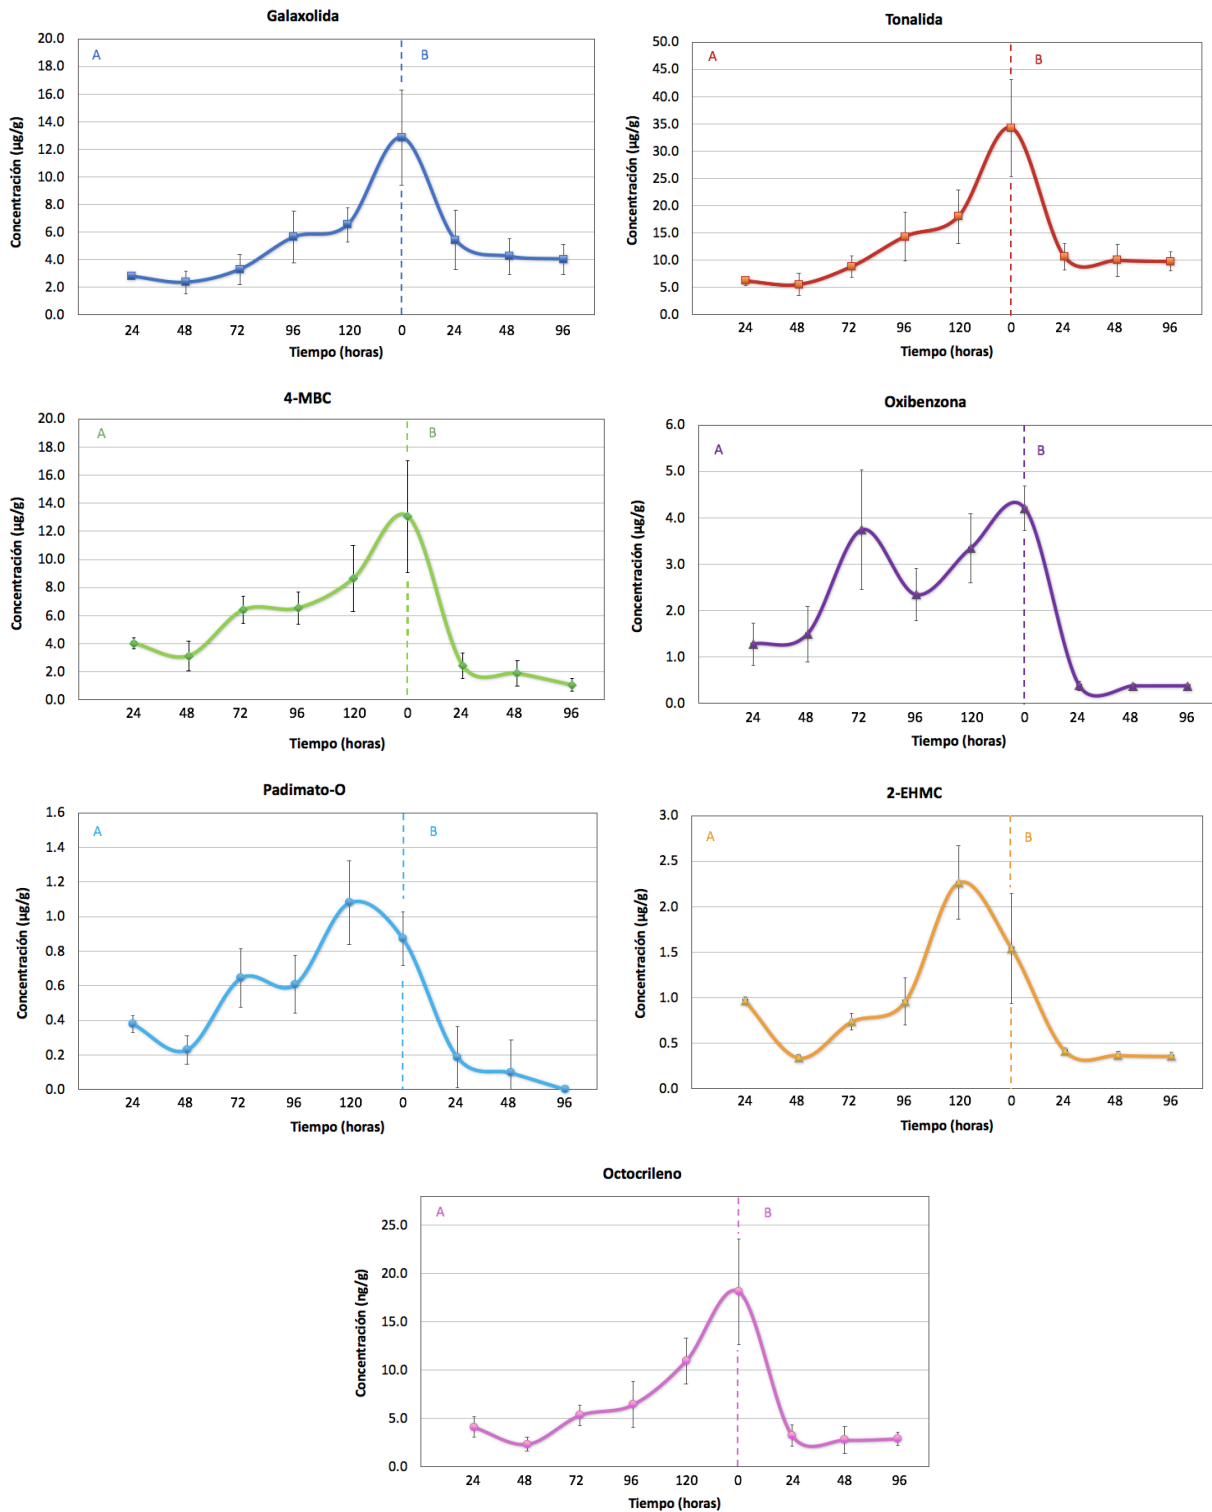 Galaxolida
A
B
Concentración (µg/g)
20.0
18.0
16.0
14.0
12.0
10.0
8.0
6.0
4.0
2.0
0.0
24 48 72 96 120 0 24 48 96
Tiempo (horas)
Tonalida
A
B
Concentración (µg/g)
50.0
45.0
40.0
35.0
30.0
25.0
20.0
15.0
10.0
5.0
0.0
24 48 72 96 120 0 24 48 96
Tiempo (horas)
4-MBC
A
B
Concentración (µg/g)
20.0
18.0
16.0
14.0
12.0
10.0
8.0
6.0
4.0
2.0
0.0
24 48 72 96 120 0 24 48 96
Tiempo (horas)
Oxibenzona
A
B
Concentración (µg/g)
6.0
5.0
4.0
3.0
2.0
1.0
0.0
24 48 72 96 120 0 24 48 96
Tiempo (horas)
Padimato-O
A
B
Concentración (µg/g)
1.6
1.4
1.2
1.0
0.8
0.6
0.4
0.2
0.0
24 48 72 96 120 0 24 48 96
Tiempo (horas)
2-EHMC
A
B
Concentración (µg/g)
3.0
2.5
2.0
1.5
1.0
0.5
0.0
24 48 72 96 120 0 24 48 96
Tiempo (horas)
Octocrileno
A
B
Concentración (ng/g)
25.0
20.0
15.0
10.0
5.0
0.0
24 48 72 96 120 0 24 48 96
Tiempo (horas)